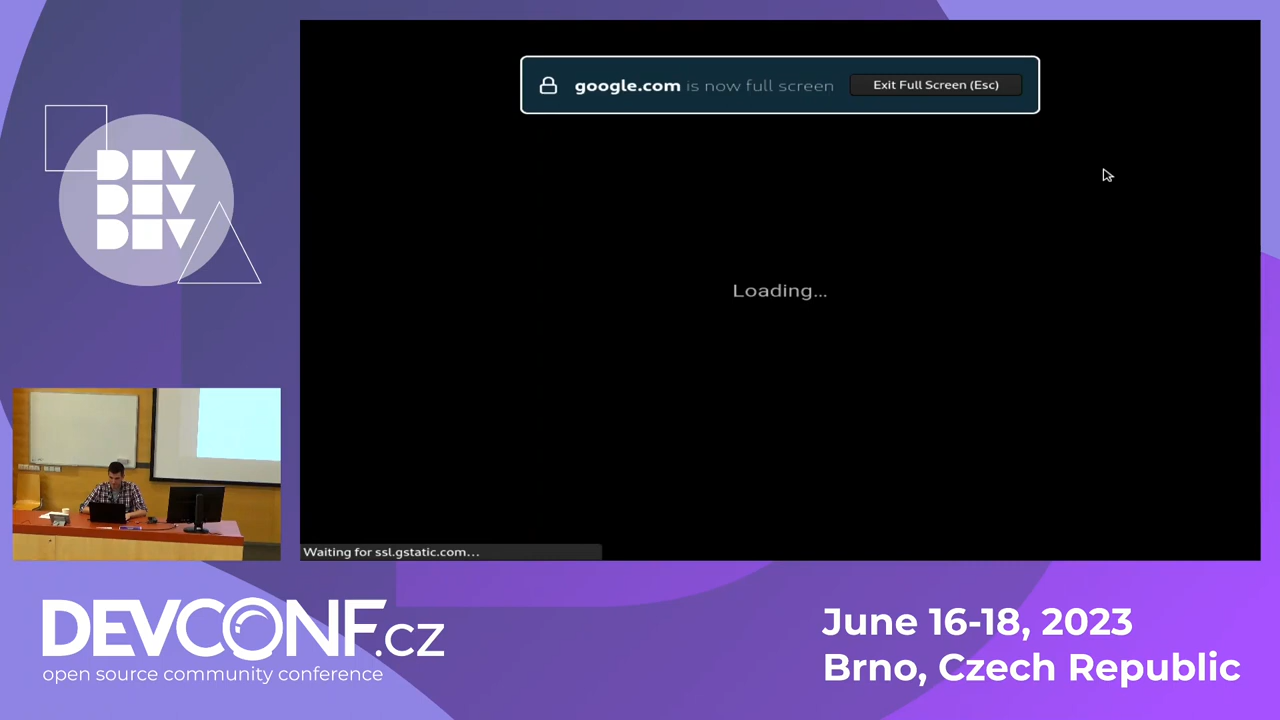 DEV
DEV
DEV
google.com is now full screen
Exit Full Screen (Esc)
Loading...
Waiting for ssl.gstatic.com...
DEVCONF.cz
open source community conference
June 16-18, 2023
Brno, Czech Republic